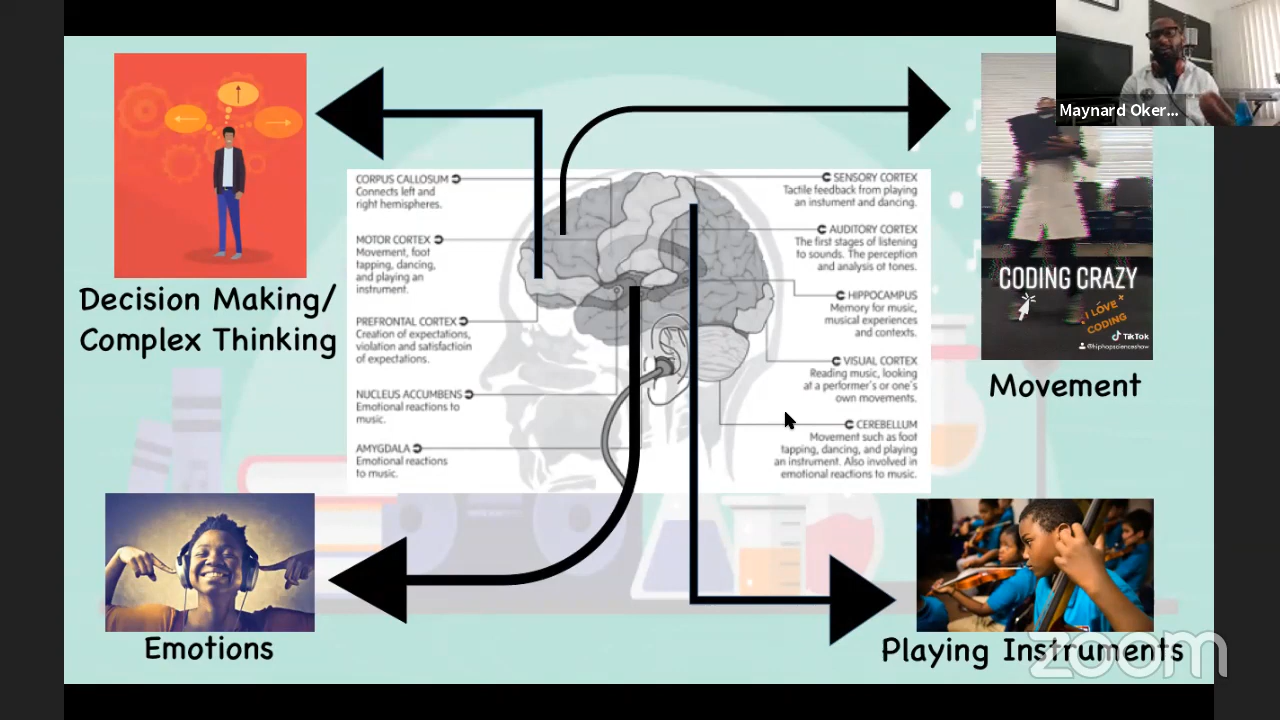 Maynard Oker...
CORPUS CALLOSUM
Connects left and
right hemispheres.
MOTOR CORTEX
Movement, foot
tapping, dancing,
and playing an
instrument.
PREFRONTAL CORTEX
Creation of expectations,
violation and satisfactioin
of expectations.
NUCLEUS ACCUMBENS
Emotional reactions to
music.
AMYGDALA
Emotional reactions
to music.
SENSORY CORTEX
Tactile feedback from playing
an instument and dancing.
AUDITORY CORTEX
The first stages of listening
to sounds. The perception
and analysis of tones.
HIPPOCAMPUS
Memory for music,
musical experiences
and contexts.
VISUAL CORTEX
Reading music, looking
at a performer's or one's
own movements.
CEREBELLUM
Movement such as foot
tapping, dancing, and playing
an instrument. Also involved in
emotional reactions to music.
Decision Making/
Complex Thinking
CODING CRAZY
I LOVE
CODING
TikTok
@hiphopscienceshow
Movement
Emotions
Playing Instruments
zoom